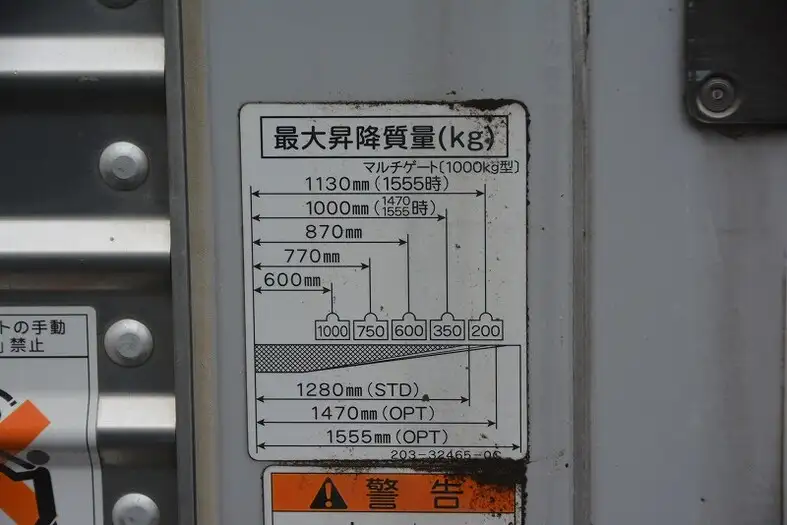 最大昇降質量(kg)
マルチゲート〔1000kg型〕
1130mm(1555時)
1000mm(1470 1555時)
870mm
770mm
600mm
1000 750 600 350 200
1280mm(STD)
1470mm(OPT)
1555mm(OPT)
203-32465-0
トの手動
禁止
警告